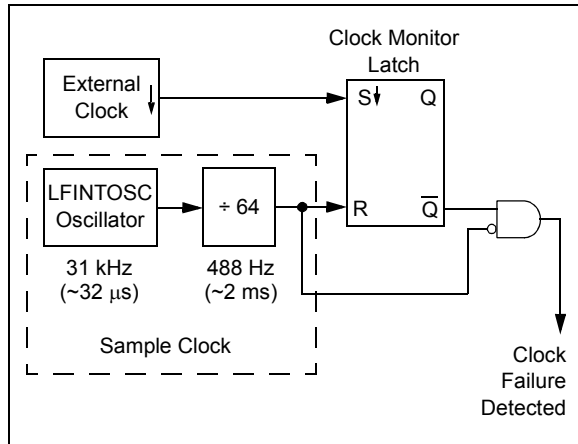 Clock Monitor
Latch
External
Clock
S
Q
LFINTOSC
Oscillator
÷ 64
R
Q̅
31 kHz
(~32 μs)
488 Hz
(~2 ms)
Sample Clock
Clock
Failure
Detected